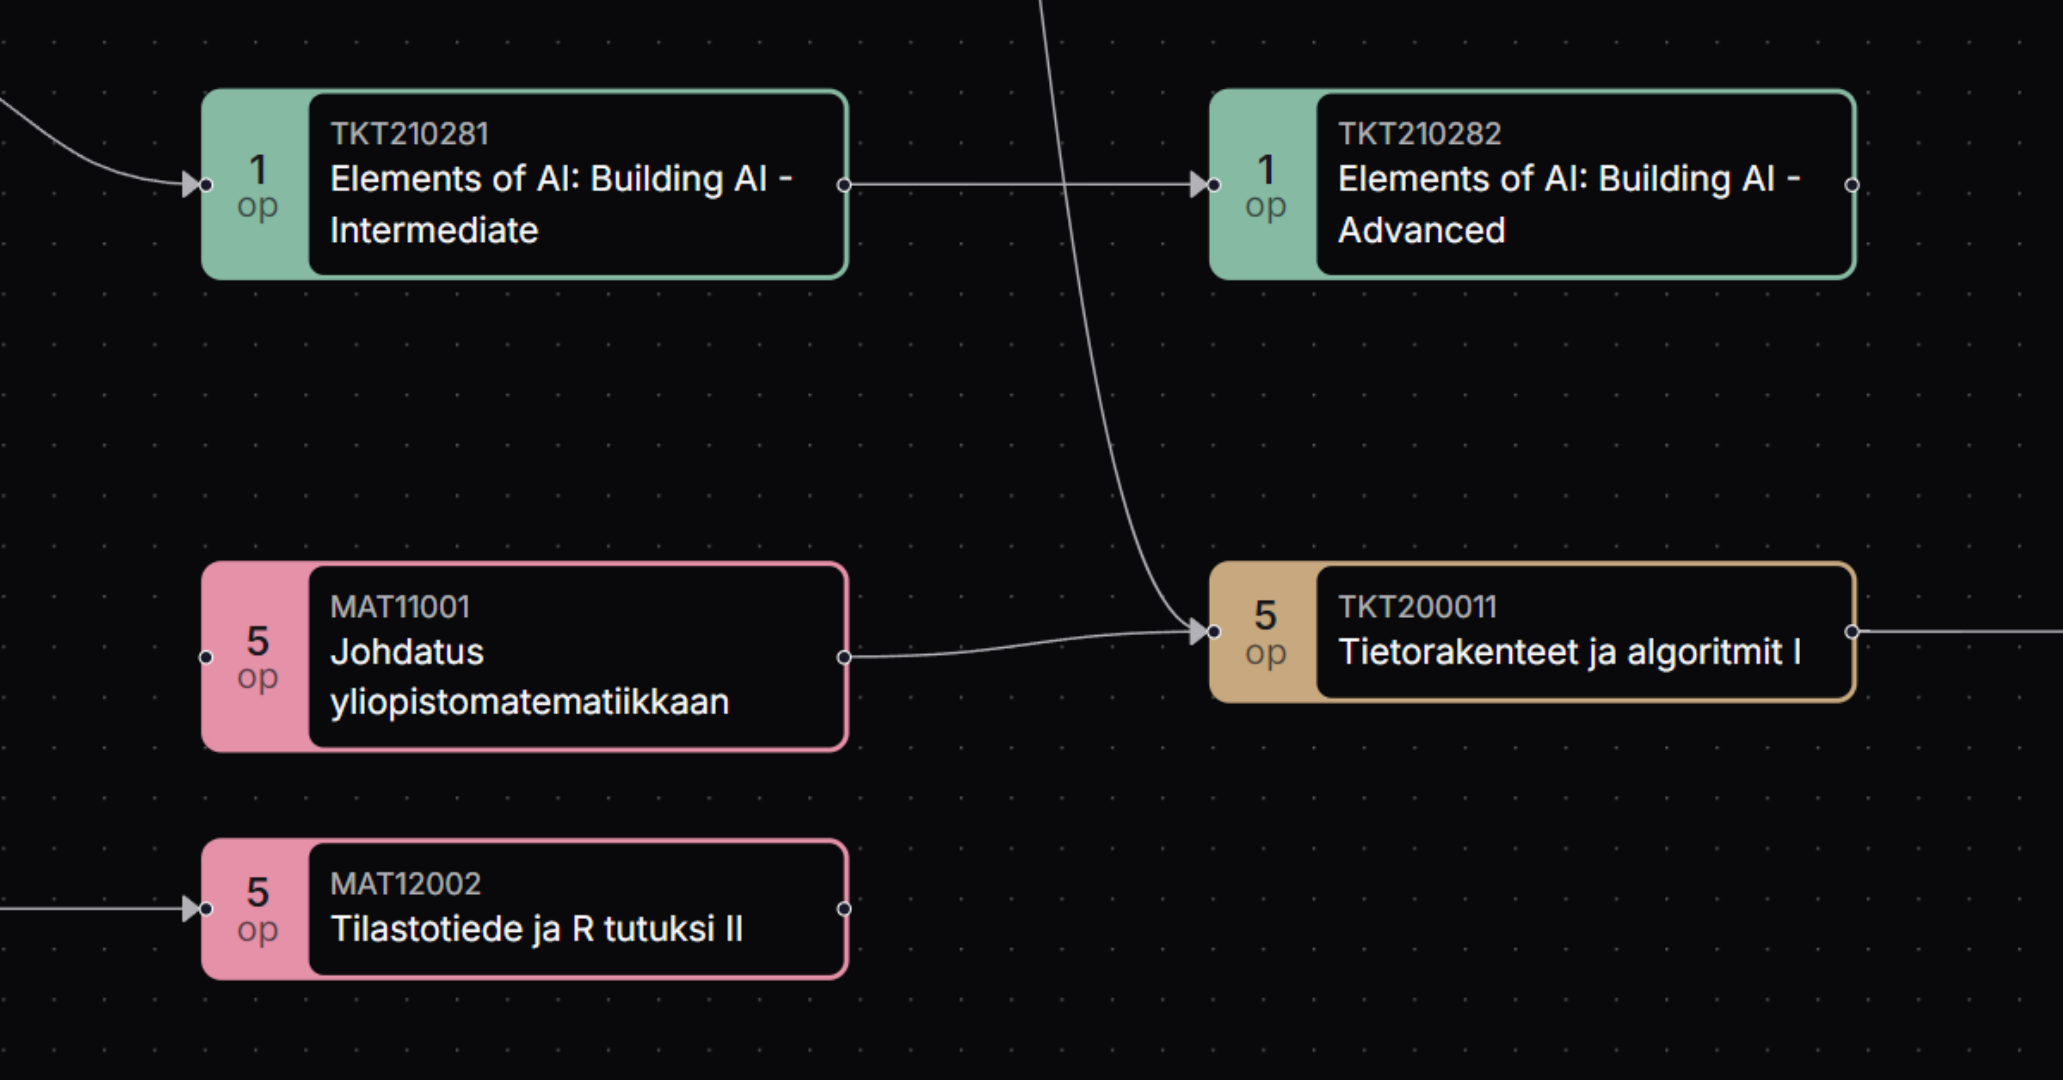 1
op
TKT210281
Elements of AI: Building AI -
Intermediate
1
op
TKT210282
Elements of AI: Building AI -
Advanced
5
op
MAT11001
Johdatus
yliopistomatematiikkaan
5
op
TKT200011
Tietorakenteet ja algoritmit I
5
op
MAT12002
Tilastotiede ja R tutuksi II